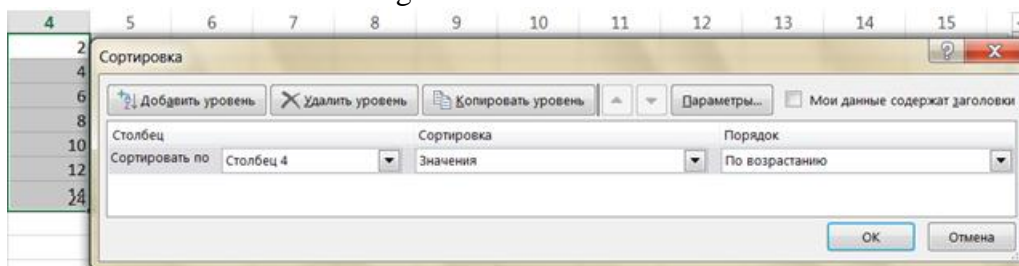 4 5 6 7 8 9 10 11 12 13 14 15
2
4
6
8
10
12
14
24
Сортировка
Добавить уровень Удалить уровень Копировать уровень Параметры... Мои данные содержат заголовки
Столбец Сортировка Порядок
Сортировать по Столбец 4 Значения По возрастанию
ОК Отмена